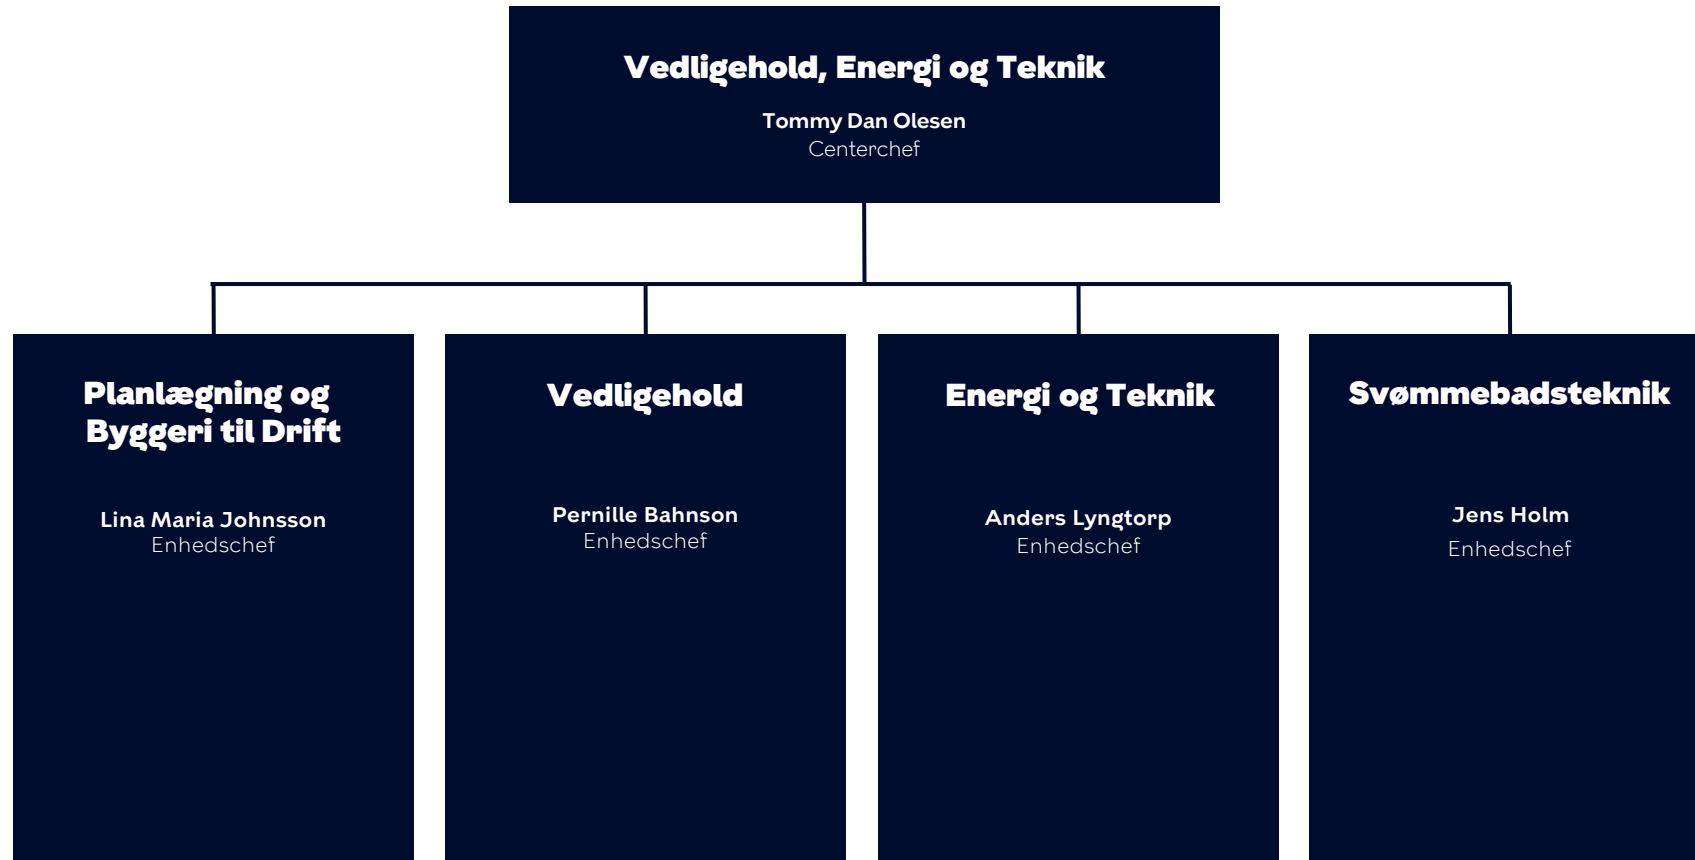 Vedligehold, Energi og Teknik
Tommy Dan Olesen
Centerchef
Planlægning og
Byggeri til Drift
Lina Maria Johnsson
Enhedschef
Vedligehold
Pernille Bahnson
Enhedschef
Energi og Teknik
Anders Lyngtorp
Enhedschef
Svømmebadsteknik
Jens Holm
Enhedschef